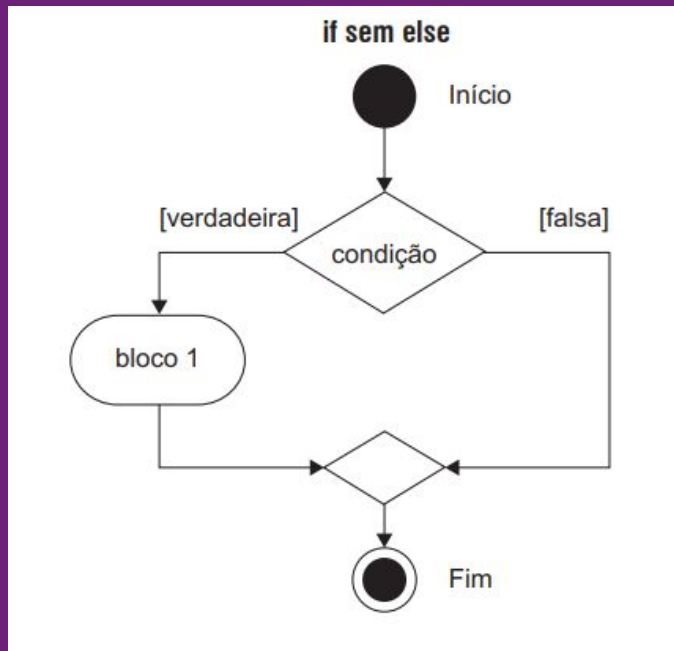 if sem else
Início
[verdadeira]
[falsa]
condição
bloco 1
Fim